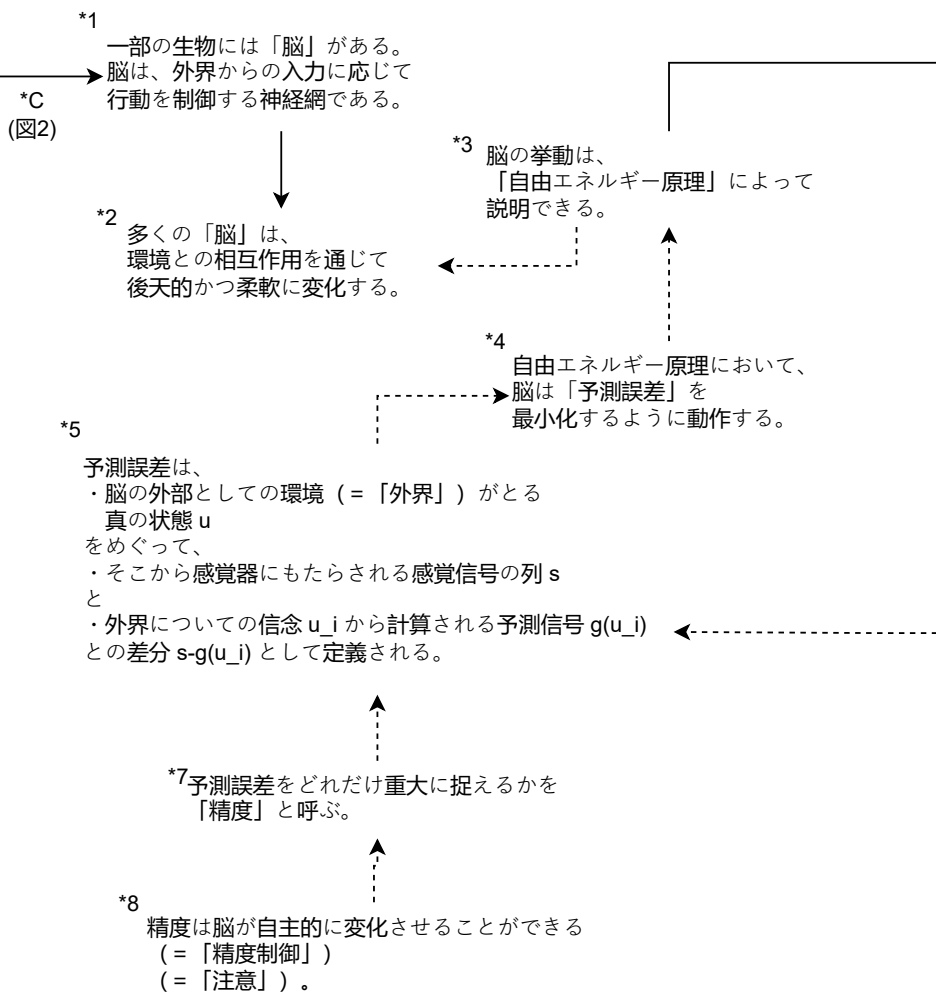 *1
一部の生物には「脳」がある。
脳は、外界からの入力に応じて
行動を制御する神経網である。
*C
(図2)
*3
脳の挙動は、
「自由エネルギー原理」によって
説明できる。
*2
多くの「脳」は、
環境との相互作用を通じて
後天的かつ柔軟に変化する。
*4
自由エネルギー原理において、
脳は「予測誤差」を
最小化するように動作する。
*5
予測誤差は、
・脳の外部としての環境（=「外界」）がとる
真の状態 u
をめぐって、
・そこから感覚器にもたらされる感覚信号の列 s
と
・外界についての信念 u_i から計算される予測信号 g(u_i)
との差分 s-g(u_i) として定義される。
*7
予測誤差をどれだけ重大に捉えるかを
「精度」と呼ぶ。
*8
精度は脳が自主的に変化させることができる
（=「精度制御」）
（=「注意」）。